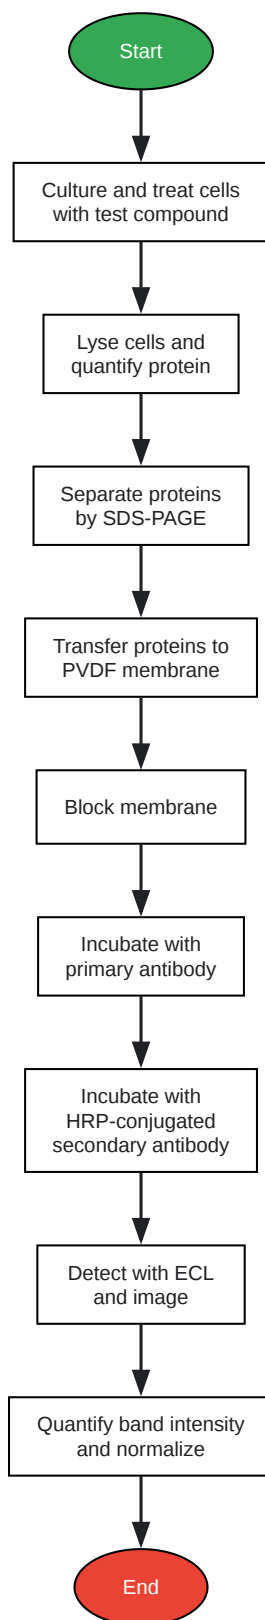 Start
Culture and treat cells
with test compound
Lyse cells and
quantify protein
Separate proteins
by SDS-PAGE
Transfer proteins to
PVDF membrane
Block membrane
Incubate with
primary antibody
Incubate with
HRP-conjugated
secondary antibody
Detect with ECL
and image
Quantify band intensity
and normalize
End